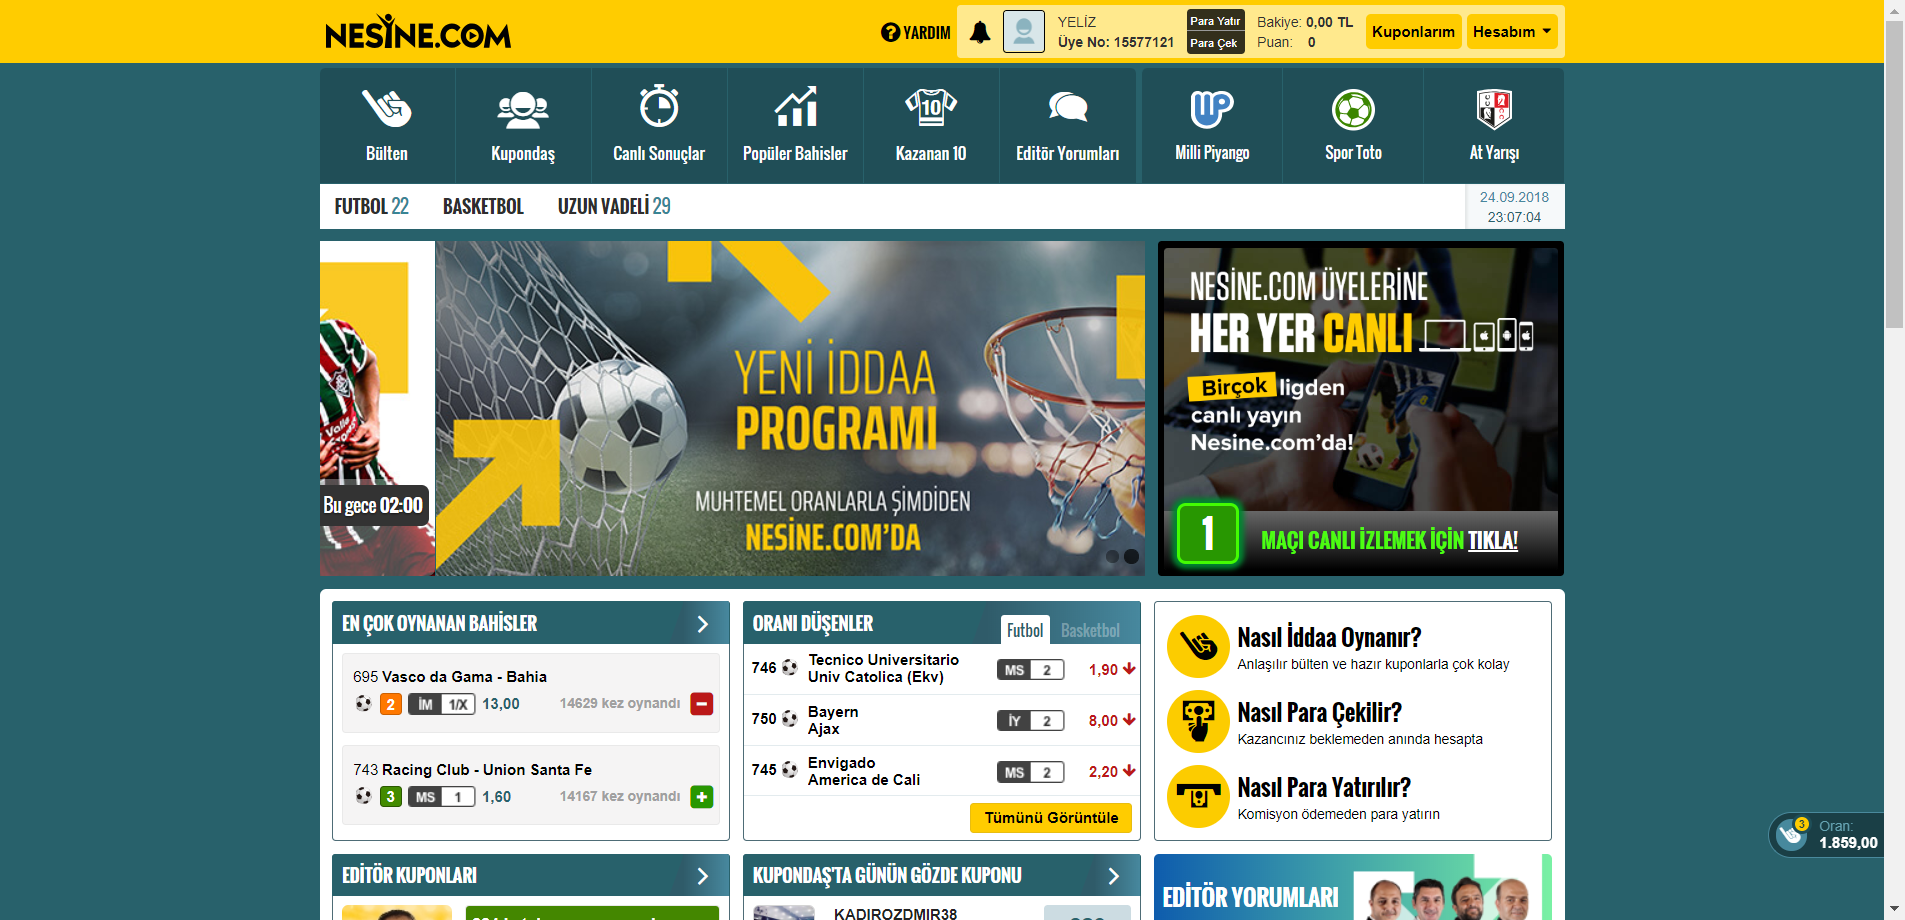 NESİNE.COM
YARDIM
YELİZ
Üye No: 15577121
Para Yatır
Para Çek
Bakiye: 0,00 TL
Puan: 0
Kuponlarım
Hesabım
Bülten
Kupondaş
Canlı Sonuçlar
Popüler Bahisler
10
Kazanan 10
Editör Yorumları
Milli Piyango
Spor Toto
At Yarışı
FUTBOL 22
BASKETBOL
UZUN VADELİ 29
24.09.2018
23:07:04
Bu gece 02:00
YENİ İDDAA
PROGRAMI
MUHTEMEL ORANLARLA ŞİMDİDEN
NESİNE.COM'DA
NESİNE.COM ÜYELERİNE
HER YER CANLI
Birçok ligden
canlı yayın
Nesine.com'da!
1
MAÇI CANLI İZLEMEK İÇİN TIKLA!
EN ÇOK OYNANAN BAHİSLER
695 Vasco da Gama - Bahia
2 İM 1/X 13,00 14629 kez oynandı
743 Racing Club - Union Santa Fe
3 MS 1 1,60 14167 kez oynandı
ORANI DÜŞENLER
Futbol
Basketbol
746 Tecnico Universitario
Univ Catolica (Ekv)
MS 2 1,90
750 Bayern
Ajax
İY 2 8,00
745 Envigado
America de Cali
MS 2 2,20
Tümünü Görüntüle
Nasıl İddaa Oynanır?
Anlaşılır bülten ve hazır kuponlarla çok kolay
Nasıl Para Çekilir?
Kazancınız beklemeden anında hesapta
Nasıl Para Yatırılır?
Komisyon ödemeden para yatırın
3
Oran:
1.859,00
EDİTÖR KUPONLARI
KUPONDAŞ'TA GÜNÜN GÖZDE KUPONU
KADIROZDMIR38
EDİTÖR YORUMLARI